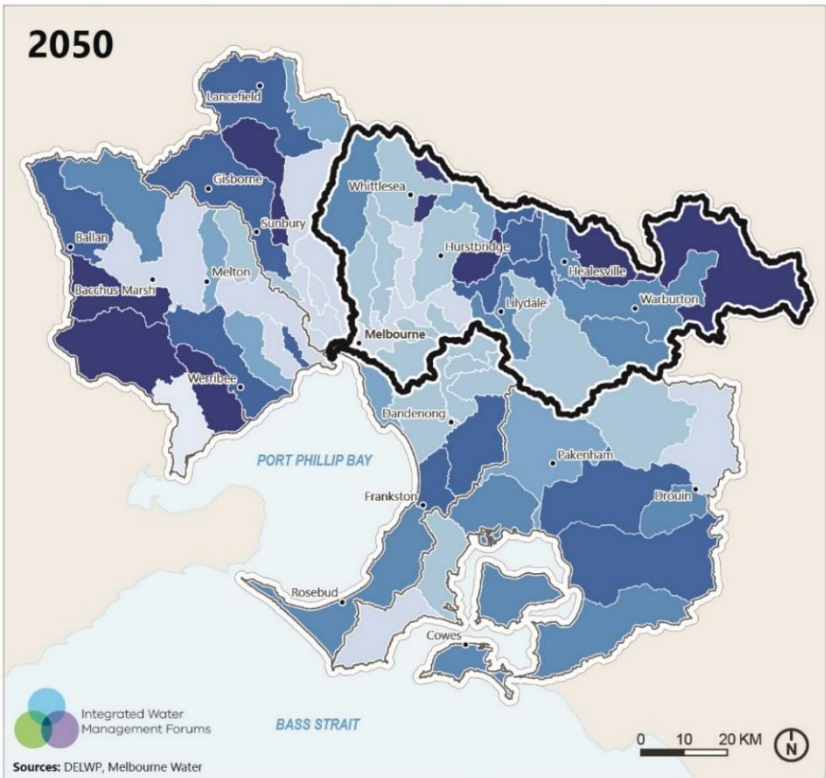 2050
Lancefield
Gisborne
Whittlesea
Ballan
Sunbury
Hurstbridge
Healesville
Bacchus Marsh
Melton
Lilydale
Warburton
Melbourne
Werribee
Dandenong
PORT PHILLIP BAY
Pakenham
Frankston
Drouin
Rosebud
Cowes
Integrated Water
Management Forums
BASS STRAIT
0 10 20 KM
N
Sources: DELWP, Melbourne Water